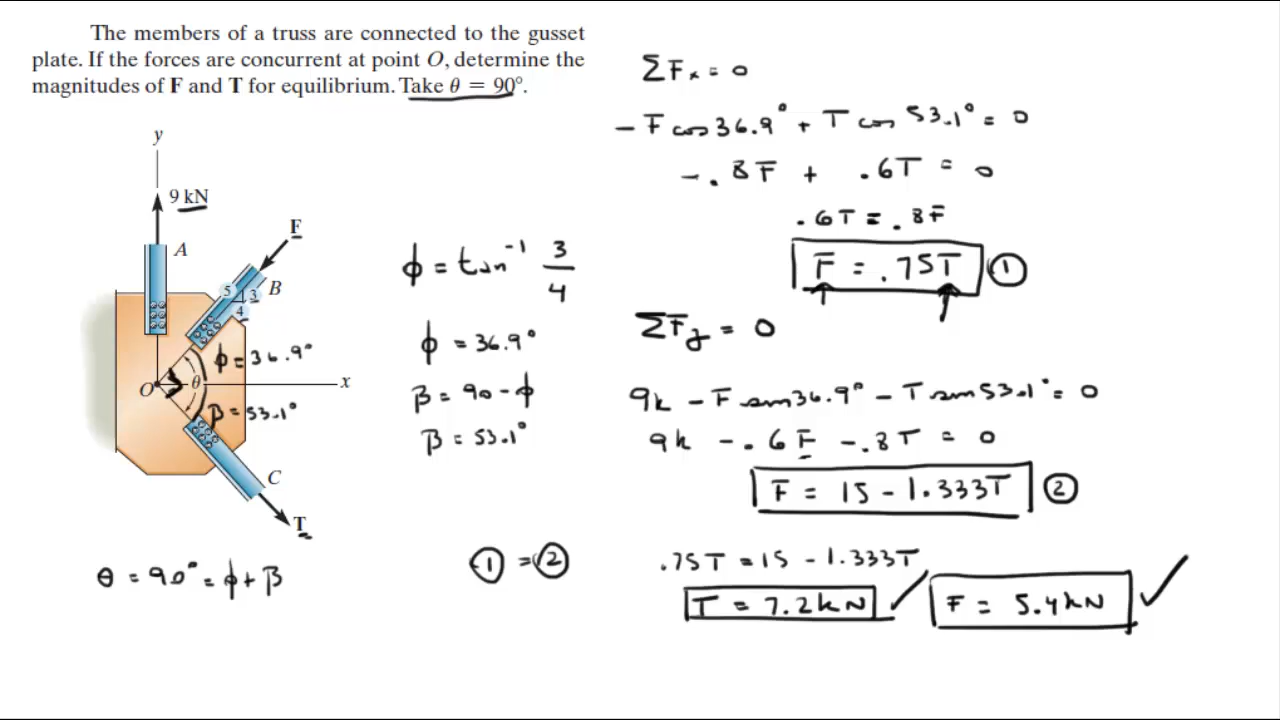 The members of a truss are connected to the gusset
plate. If the forces are concurrent at point O, determine the
magnitudes of F and T for equilibrium. Take θ = 90°.
y
9 kN
A
F
5 3
4
B
ϕ = 36.9°
O
θ
x
β = 53.1°
C
T
θ = 90° = ϕ + β
ϕ = tan⁻¹ 3/4
ϕ = 36.9°
β = 90 - ϕ
β = 53.1°
① = ②
ΣFx = 0
- F cos 36.9° + T cos 53.1° = 0
- .8F + .6T = 0
.6T = .8F
F = .75T ①
ΣFy = 0
9k - F sin 36.9° - T sin 53.1° = 0
9k - .6F - .8T = 0
F = 15 - 1.333T ②
.75T = 15 - 1.333T
T = 7.2kN ✓ F = 5.4kN ✓